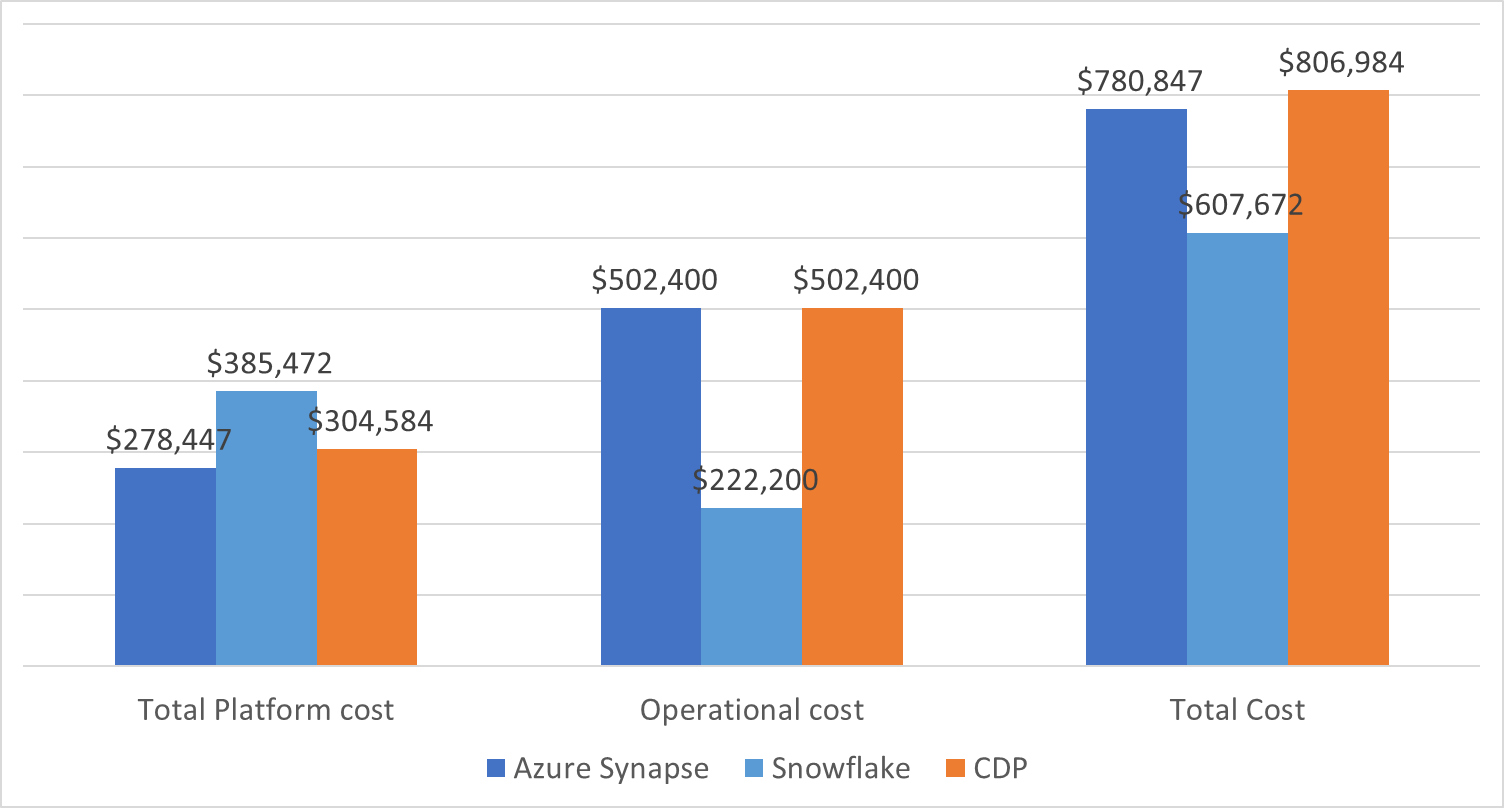 $278,447
$385,472
$304,584
$502,400
$222,200
$502,400
$780,847
$607,672
$806,984
Total Platform cost
Operational cost
Total Cost
Azure Synapse
Snowflake
CDP